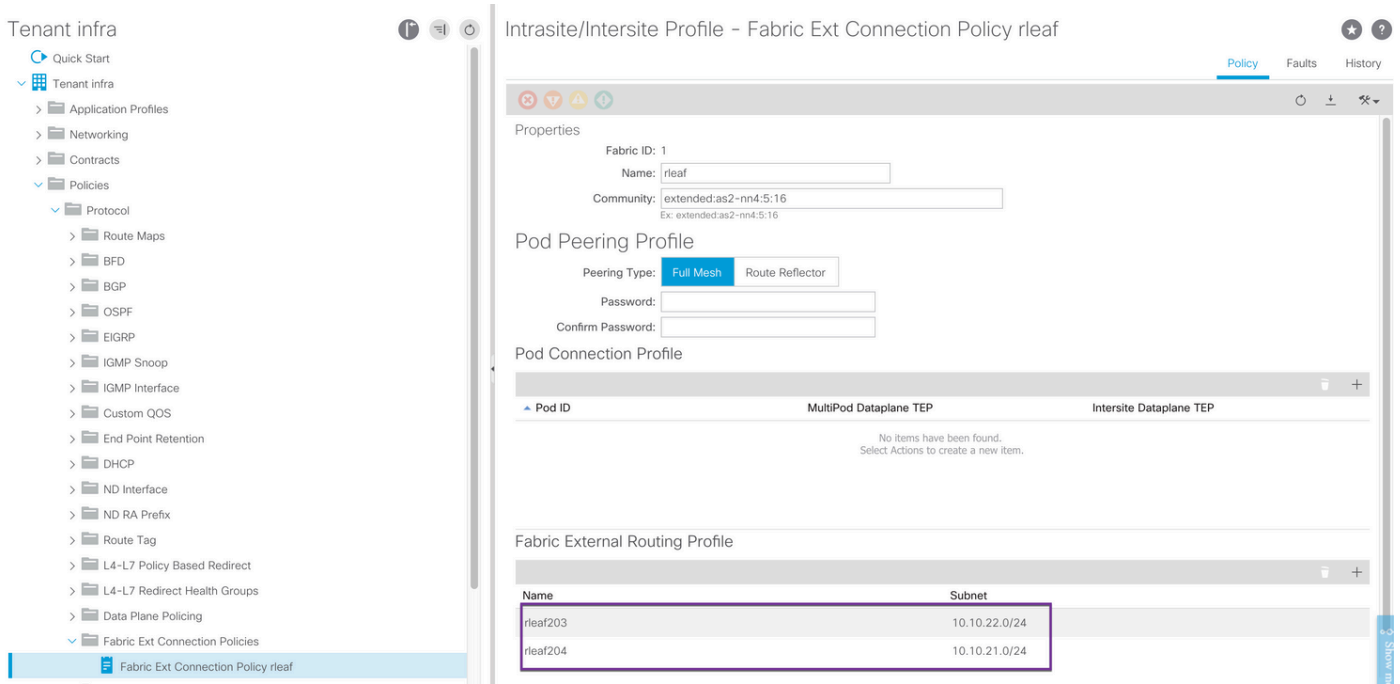 Tenant infra
Quick Start
Tenant infra
Application Profiles
Networking
Contracts
Policies
Protocol
Route Maps
BFD
BGP
OSPF
EIGRP
IGMP Snoop
IGMP Interface
Custom QOS
End Point Retention
DHCP
ND Interface
ND RA Prefix
Route Tag
L4-L7 Policy Based Redirect
L4-L7 Redirect Health Groups
Data Plane Policing
Fabric Ext Connection Policies
Fabric Ext Connection Policy rleaf
Intrasite/Intersite Profile - Fabric Ext Connection Policy rleaf
Policy Faults History
Properties
Fabric ID: 1
Name: rleaf
Community: extended:as2-nn4:5:16
Ex: extended:as2-nn4:5:16
Pod Peering Profile
Peering Type: Full Mesh Route Reflector
Password:
Confirm Password:
Pod Connection Profile
Pod ID MultiPod Dataplane TEP Intersite Dataplane TEP
No items have been found.
Select Actions to create a new item.
Fabric External Routing Profile
Name Subnet
rleaf203 10.10.22.0/24
rleaf204 10.10.21.0/24